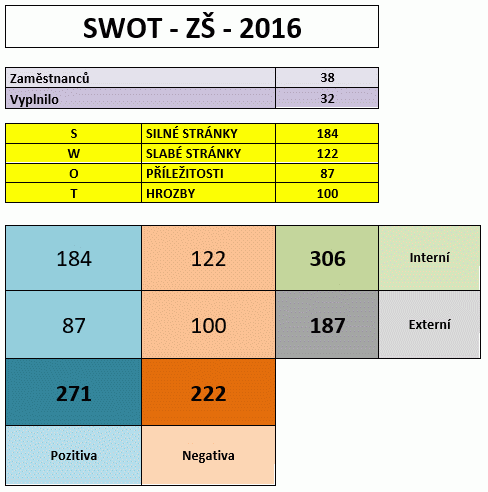 SWOT - ZŠ - 2016
Zaměstnanců 38
Vyplnilo 32
S SILNÉ STRÁNKY 184
W SLABÉ STRÁNKY 122
O PŘÍLEŽITOSTI 87
T HROZBY 100
184 122 306 Interní
87 100 187 Externí
271 222
Pozitiva Negativa